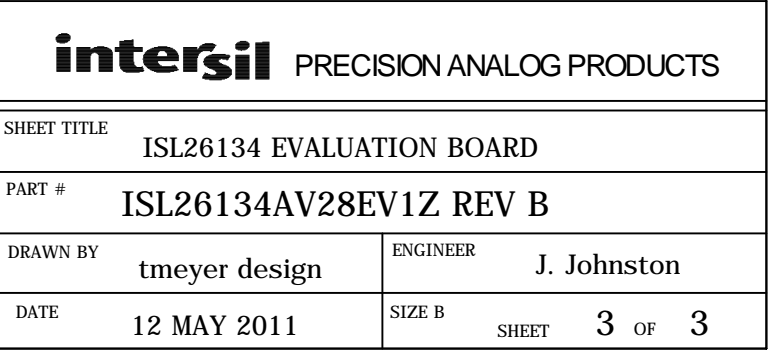 intersil PRECISION ANALOG PRODUCTS
SHEET TITLE
ISL26134 EVALUATION BOARD
PART #
ISL26134AV28EV1Z REV B
DRAWN BY
tmeyer design
ENGINEER
J. Johnston
DATE
12 MAY 2011
SIZE B
SHEET 3 OF 3